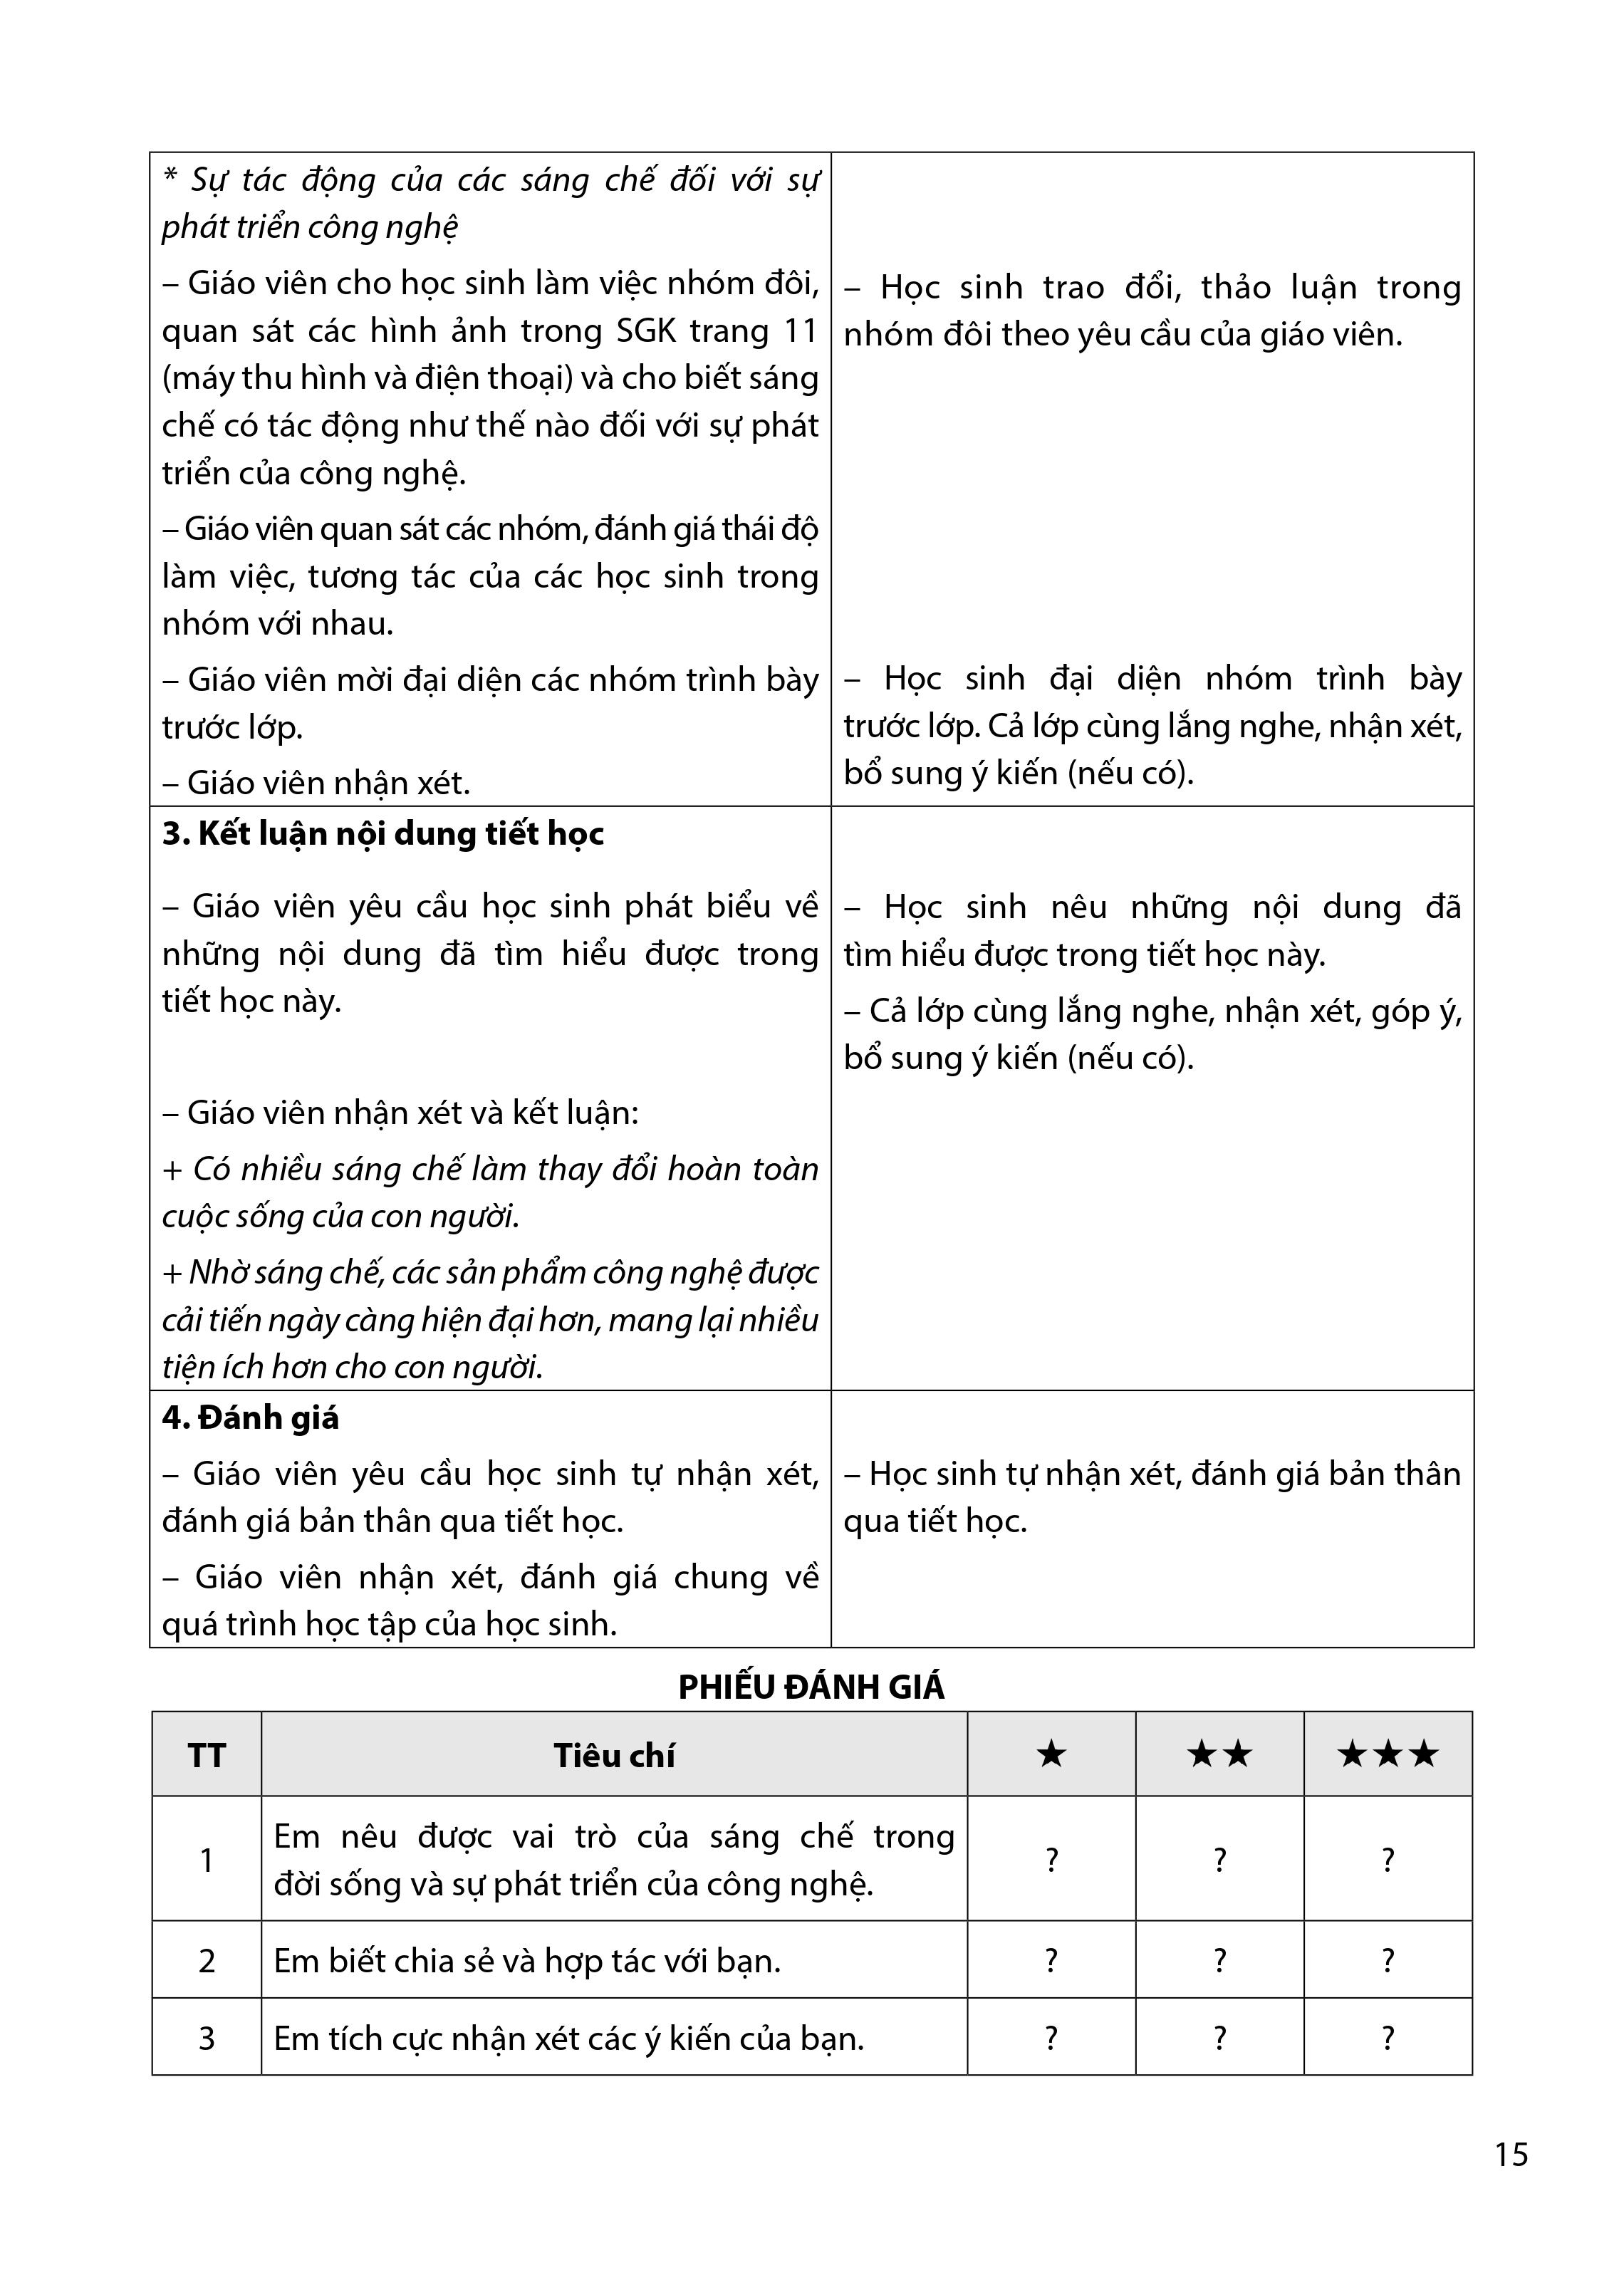 * Sự tác động của các sáng chế đối với sự
phát triển công nghệ
– Giáo viên cho học sinh làm việc nhóm đôi,
quan sát các hình ảnh trong SGK trang 11
(máy thu hình và điện thoại) và cho biết sáng
chế có tác động như thế nào đối với sự phát
triển của công nghệ.
– Giáo viên quan sát các nhóm, đánh giá thái độ
làm việc, tương tác của các học sinh trong
nhóm với nhau.
– Giáo viên mời đại diện các nhóm trình bày
trước lớp.
– Giáo viên nhận xét.
– Học sinh trao đổi, thảo luận trong
nhóm đôi theo yêu cầu của giáo viên.
– Học sinh đại diện nhóm trình bày
trước lớp. Cả lớp cùng lắng nghe, nhận xét,
bổ sung ý kiến (nếu có).
3. Kết luận nội dung tiết học
– Giáo viên yêu cầu học sinh phát biểu về
những nội dung đã tìm hiểu được trong
tiết học này.
– Giáo viên nhận xét và kết luận:
+ Có nhiều sáng chế làm thay đổi hoàn toàn
cuộc sống của con người.
+ Nhờ sáng chế, các sản phẩm công nghệ được
cải tiến ngày càng hiện đại hơn, mang lại nhiều
tiện ích hơn cho con người.
– Học sinh nêu những nội dung đã
tìm hiểu được trong tiết học này.
– Cả lớp cùng lắng nghe, nhận xét, góp ý,
bổ sung ý kiến (nếu có).
4. Đánh giá
– Giáo viên yêu cầu học sinh tự nhận xét,
đánh giá bản thân qua tiết học.
– Giáo viên nhận xét, đánh giá chung về
quá trình học tập của học sinh.
– Học sinh tự nhận xét, đánh giá bản thân
qua tiết học.
PHIẾU ĐÁNH GIÁ
TT Tiêu chí ★ ★★ ★★★
1 Em nêu được vai trò của sáng chế trong
đời sống và sự phát triển của công nghệ. ? ? ?
2 Em biết chia sẻ và hợp tác với bạn. ? ? ?
3 Em tích cực nhận xét các ý kiến của bạn. ? ? ?
15